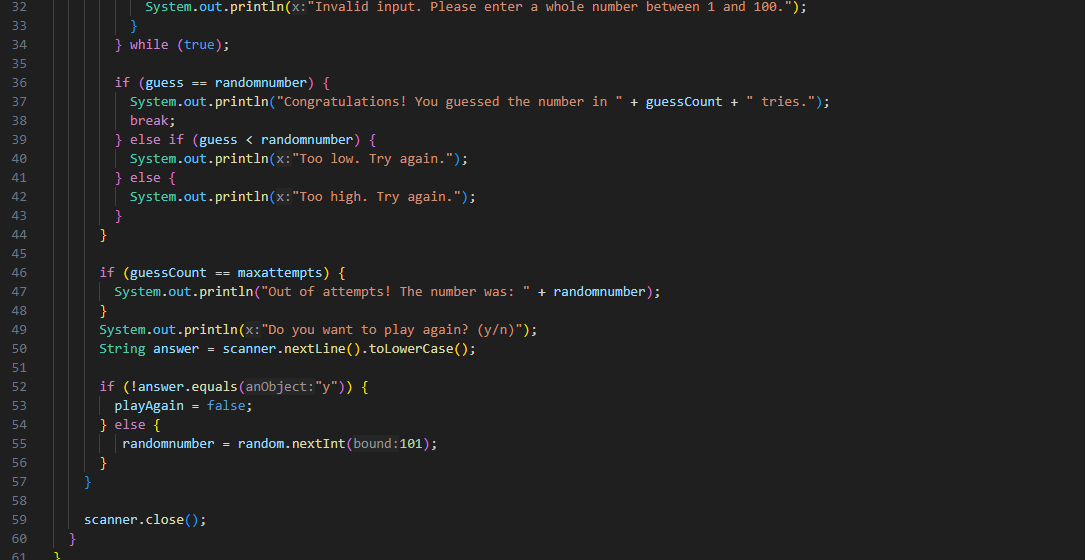 32 System.out.println(x:"Invalid input. Please enter a whole number between 1 and 100.");
33 }
34 } while (true);
35
36 if (guess == randomnumber) {
37 System.out.println("Congratulations! You guessed the number in " + guessCount + " tries.");
38 break;
39 } else if (guess < randomnumber) {
40 System.out.println(x:"Too low. Try again.");
41 } else {
42 System.out.println(x:"Too high. Try again.");
43 }
44 }
45
46 if (guessCount == maxattempts) {
47 System.out.println("Out of attempts! The number was: " + randomnumber);
48 }
49 System.out.println(x:"Do you want to play again? (y/n)");
50 String answer = scanner.nextLine().toLowerCase();
51
52 if (!answer.equals(anObject:"y")) {
53 playAgain = false;
54 } else {
55 randomnumber = random.nextInt(bound:101);
56 }
57 }
58
59 scanner.close();
60 }
61 }